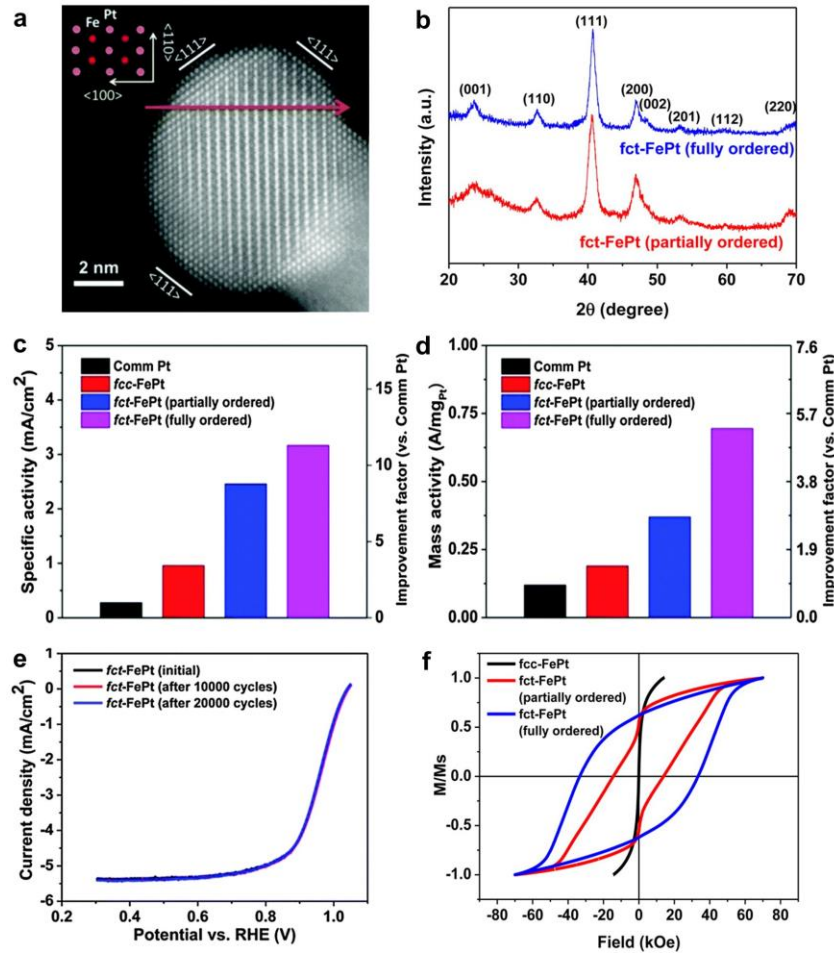 a
Fe Pt
<110>
<100>
<111>
<111>
<111>
2 nm
b
Intensity (a.u.)
(001)
(110)
(111)
(200)
(002)
(201)
(112)
(220)
fct-FePt (fully ordered)
fct-FePt (partially ordered)
20 30 40 50 60 70
2θ (degree)
c
Specific activity (mA/cm²)
5
4
3
2
1
0
Comm Pt
fcc-FePt
fct-FePt (partially ordered)
fct-FePt (fully ordered)
15
10
5
0
Improvement factor (vs. Comm Pt)
d
Mass activity (A/mgPt)
1.00
0.75
0.50
0.25
0.00
Comm Pt
fcc-FePt
fct-FePt (partially ordered)
fct-FePt (fully ordered)
7.6
5.7
3.8
1.9
0.0
Improvement factor (vs. Comm Pt)
e
Current density (mA/cm²)
1
0
-1
-2
-3
-4
-5
-6
fct-FePt (initial)
fct-FePt (after 10000 cycles)
fct-FePt (after 20000 cycles)
0.2 0.4 0.6 0.8 1.0
Potential vs. RHE (V)
f
M/Ms
1.0
0.5
0.0
-0.5
-1.0
fcc-FePt
fct-FePt
(partially ordered)
fct-FePt
(fully ordered)
-80 -60 -40 -20 0 20 40 60 80
Field (kOe)